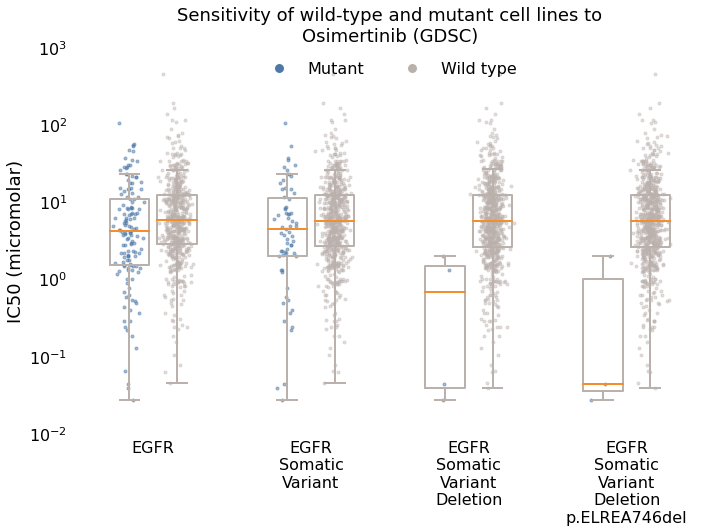 Sensitivity of wild-type and mutant cell lines to
Osimertinib (GDSC)
Mutant
Wild type
IC50 (micromolar)
10³
10²
10¹
10⁰
10⁻¹
10⁻²
EGFR
EGFR
Somatic
Variant
EGFR
Somatic
Variant
Deletion
EGFR
Somatic
Variant
Deletion
p.ELREA746del